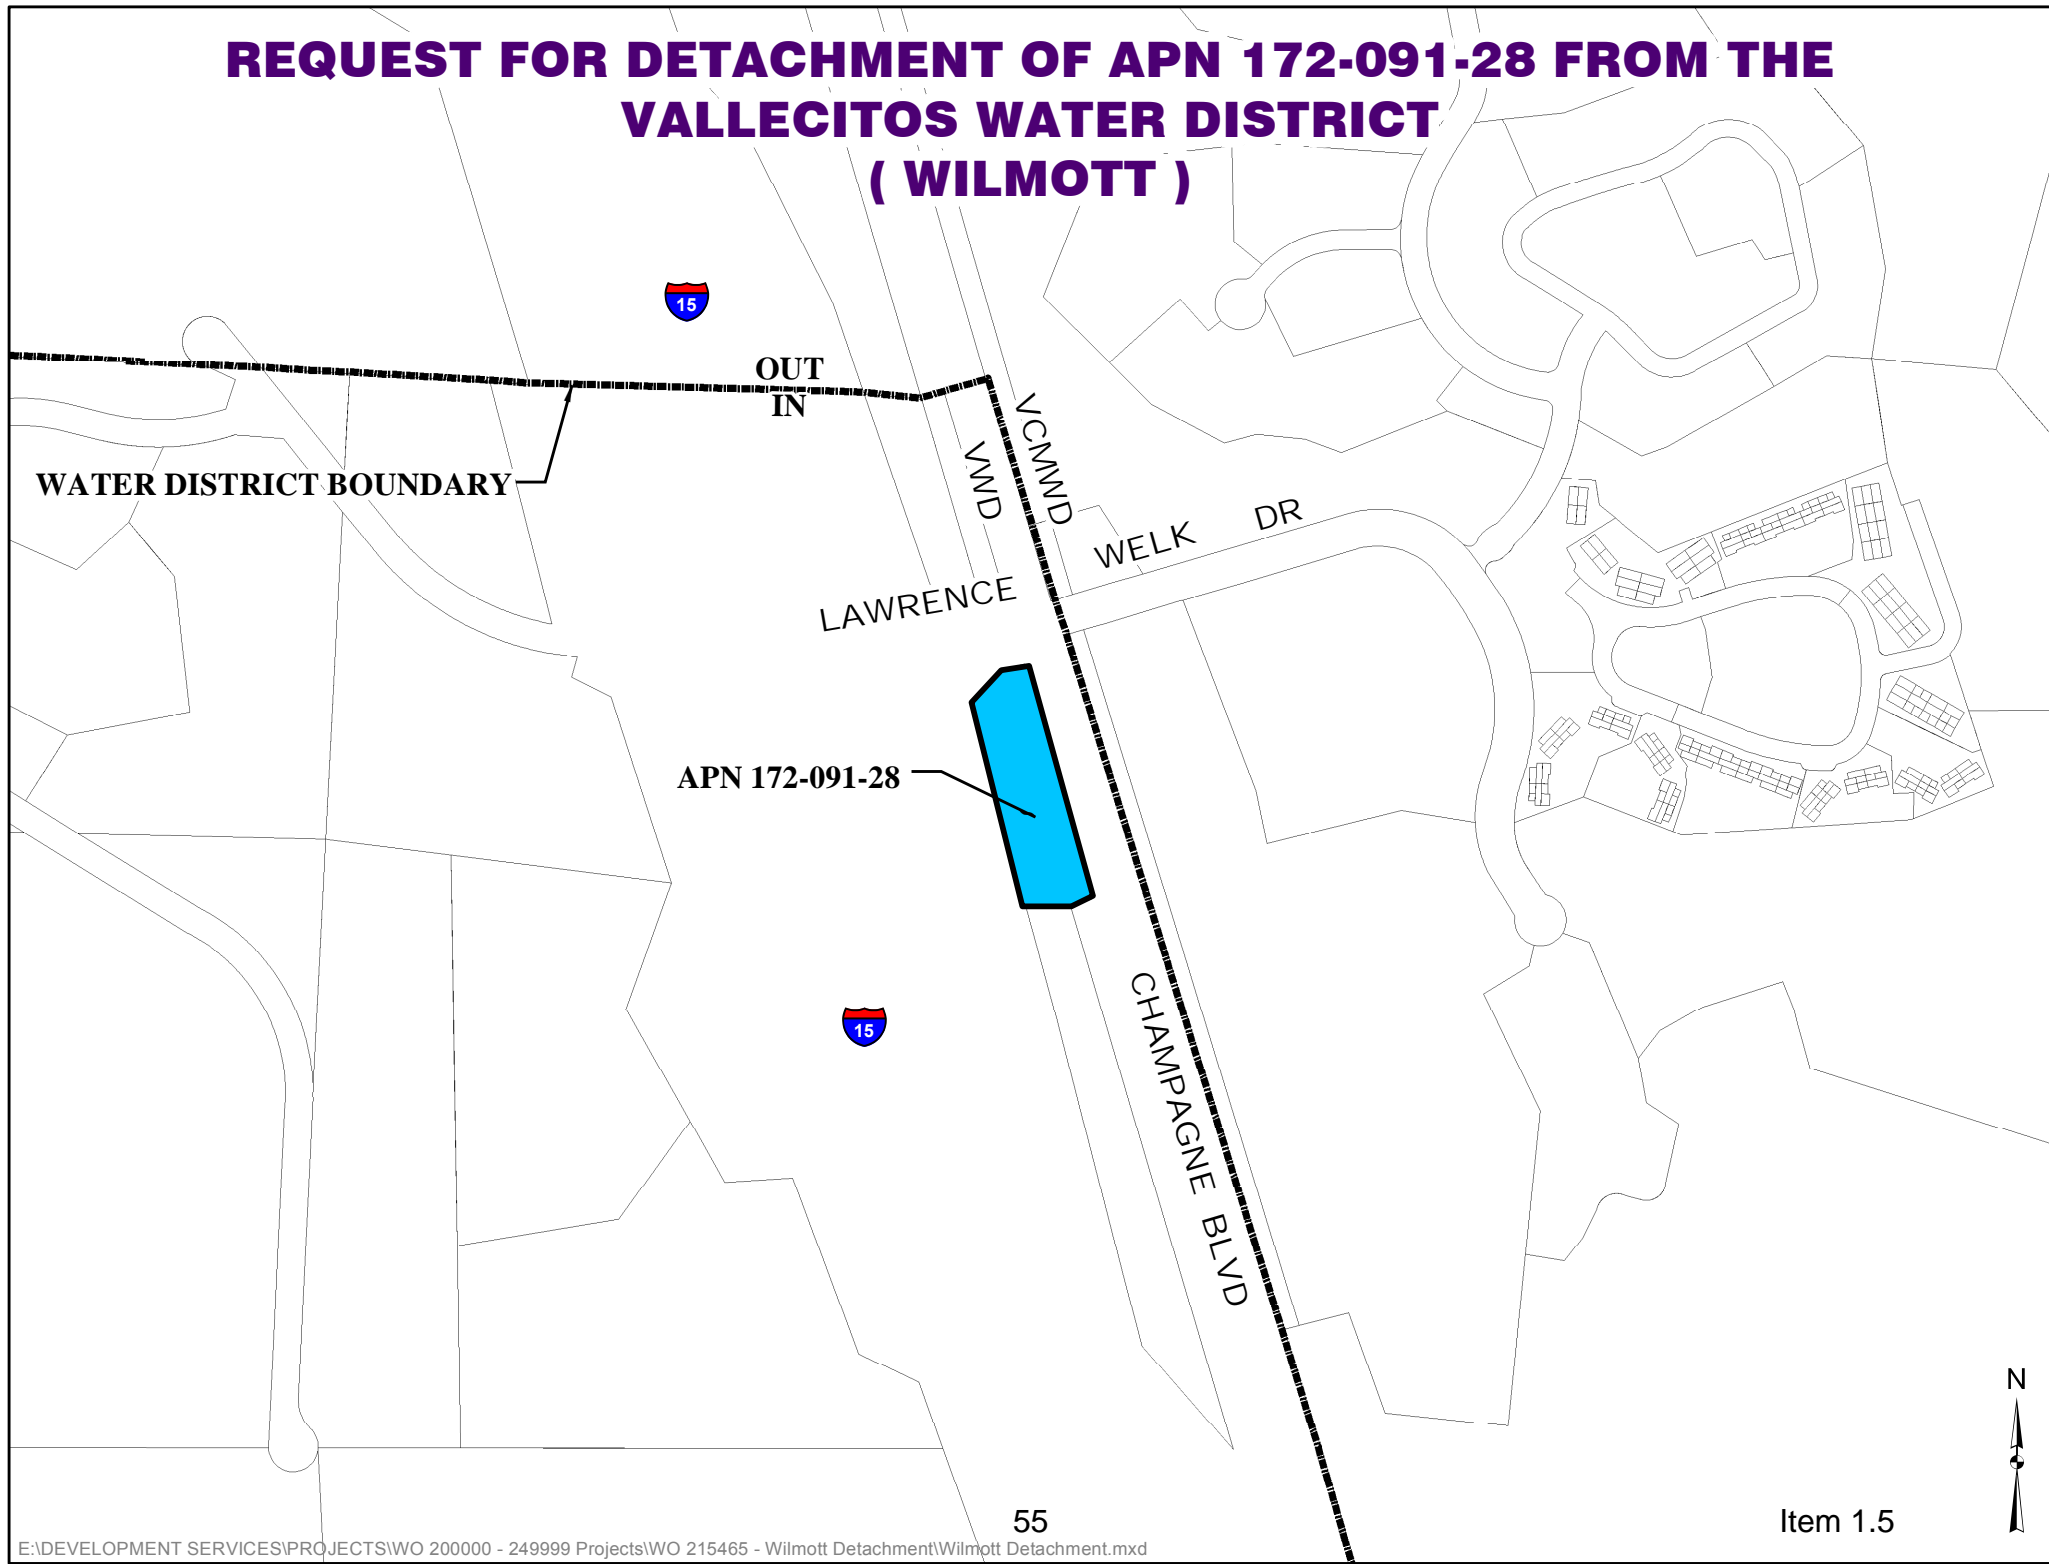 REQUEST FOR DETACHMENT OF APN 172-091-28 FROM THE
VALLECITOS WATER DISTRICT
( WILMOTT )
15
OUT
IN
VCMWD
VWD
WATER DISTRICT BOUNDARY
WELK DR
LAWRENCE
APN 172-091-28
15
CHAMPAGNE BLVD
N
55
Item 1.5
E:\DEVELOPMENT SERVICES\PROJECTS\WO 200000 - 249999 Projects\WO 215465 - Wilmott Detachment\Wilmott Detachment.mxd